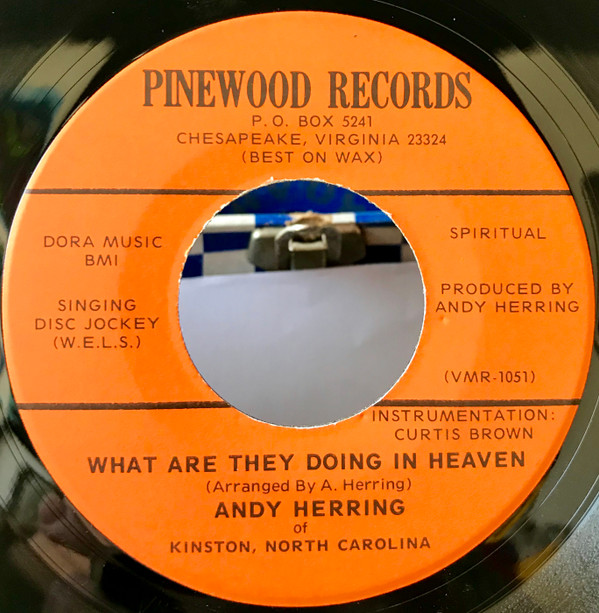 PINEWOOD RECORDS
P.O. BOX 5241
CHESAPEAKE, VIRGINIA 23324
(BEST ON WAX)
DORA MUSIC
BMI
SINGING
DISC JOCKEY
(W.E.L.S.)
SPIRITUAL
PRODUCED BY
ANDY HERRING
(VMR-1051)
INSTRUMENTATION:
CURTIS BROWN
WHAT ARE THEY DOING IN HEAVEN
(Arranged By A. Herring)
ANDY HERRING
of
KINSTON, NORTH CAROLINA